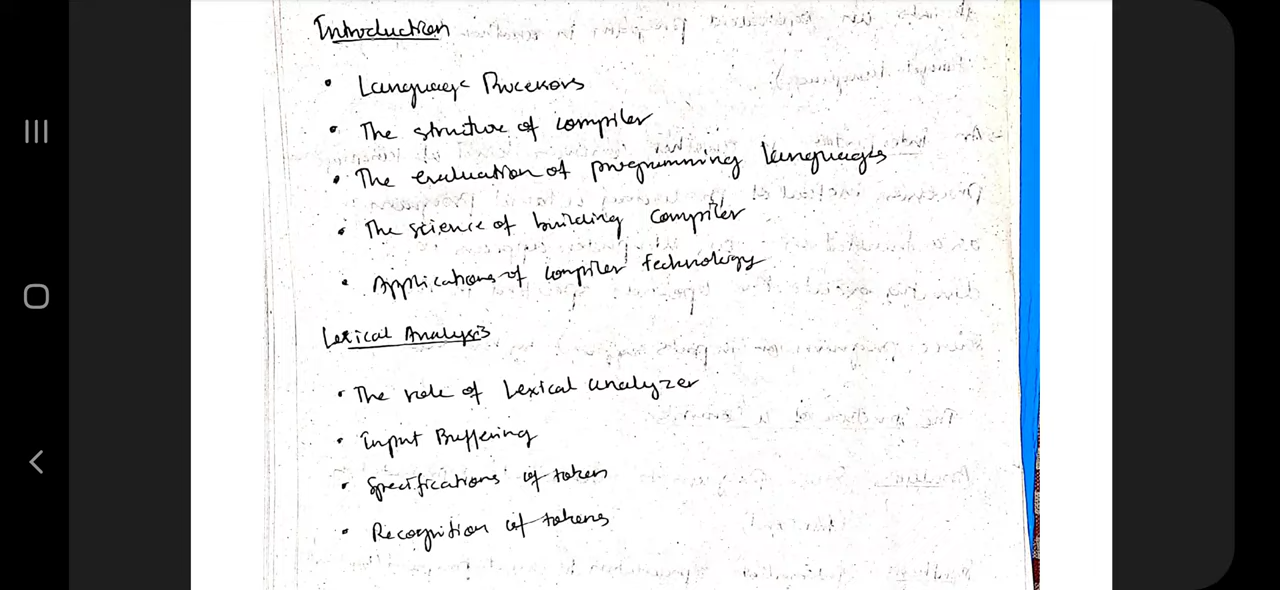 Introduction
• Language Processors
• The structure of compiler
• The evaluation of programming languages
• The science of building compiler
• Applications of compiler technology
Lexical Analysis
• The role of Lexical analyzer
• Input Buffering
• Specifications of token
• Recognition of tokens